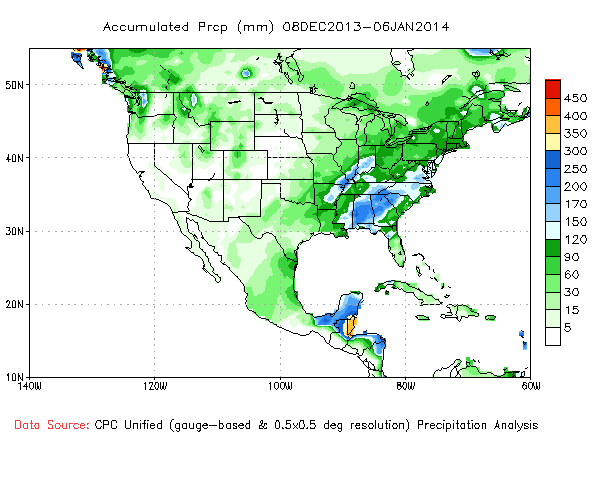 Accumulated Prcp (mm) 08DEC2013–06JAN2014
50N
40N
30N
20N
10N
140W 120W 100W 80W 60W
450
400
350
300
250
200
170
150
120
90
60
30
15
5
Data Source: CPC Unified (gauge–based & 0.5x0.5 deg resolution) Precipitation Analysis